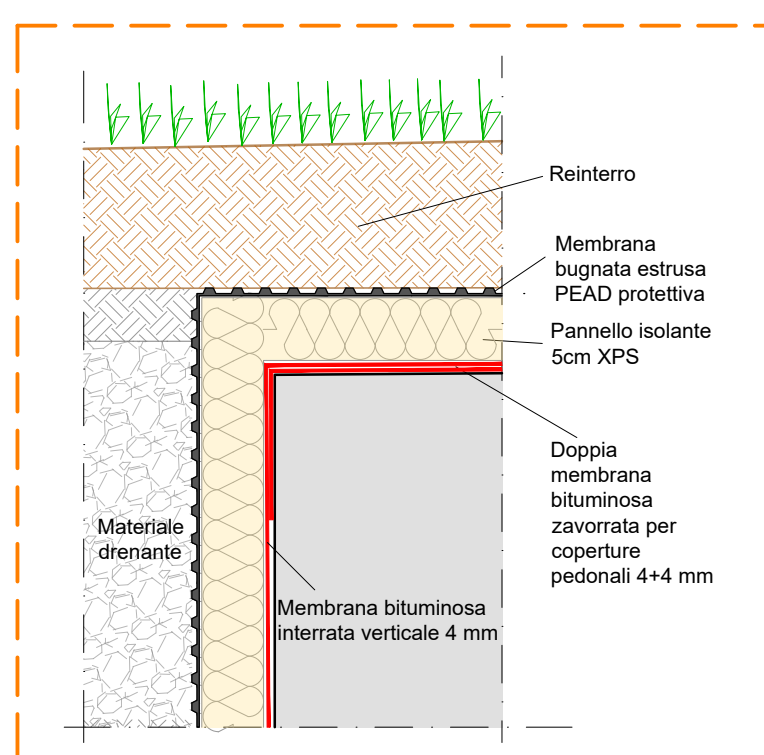 Reinterro
Membrana
bugnata estrusa
PEAD protettiva
Pannello isolante
5cm XPS
Doppia
membrana
bituminosa
zavorrata per
coperture
pedonali 4+4 mm
Materiale
drenante
Membrana bituminosa
interrata verticale 4 mm